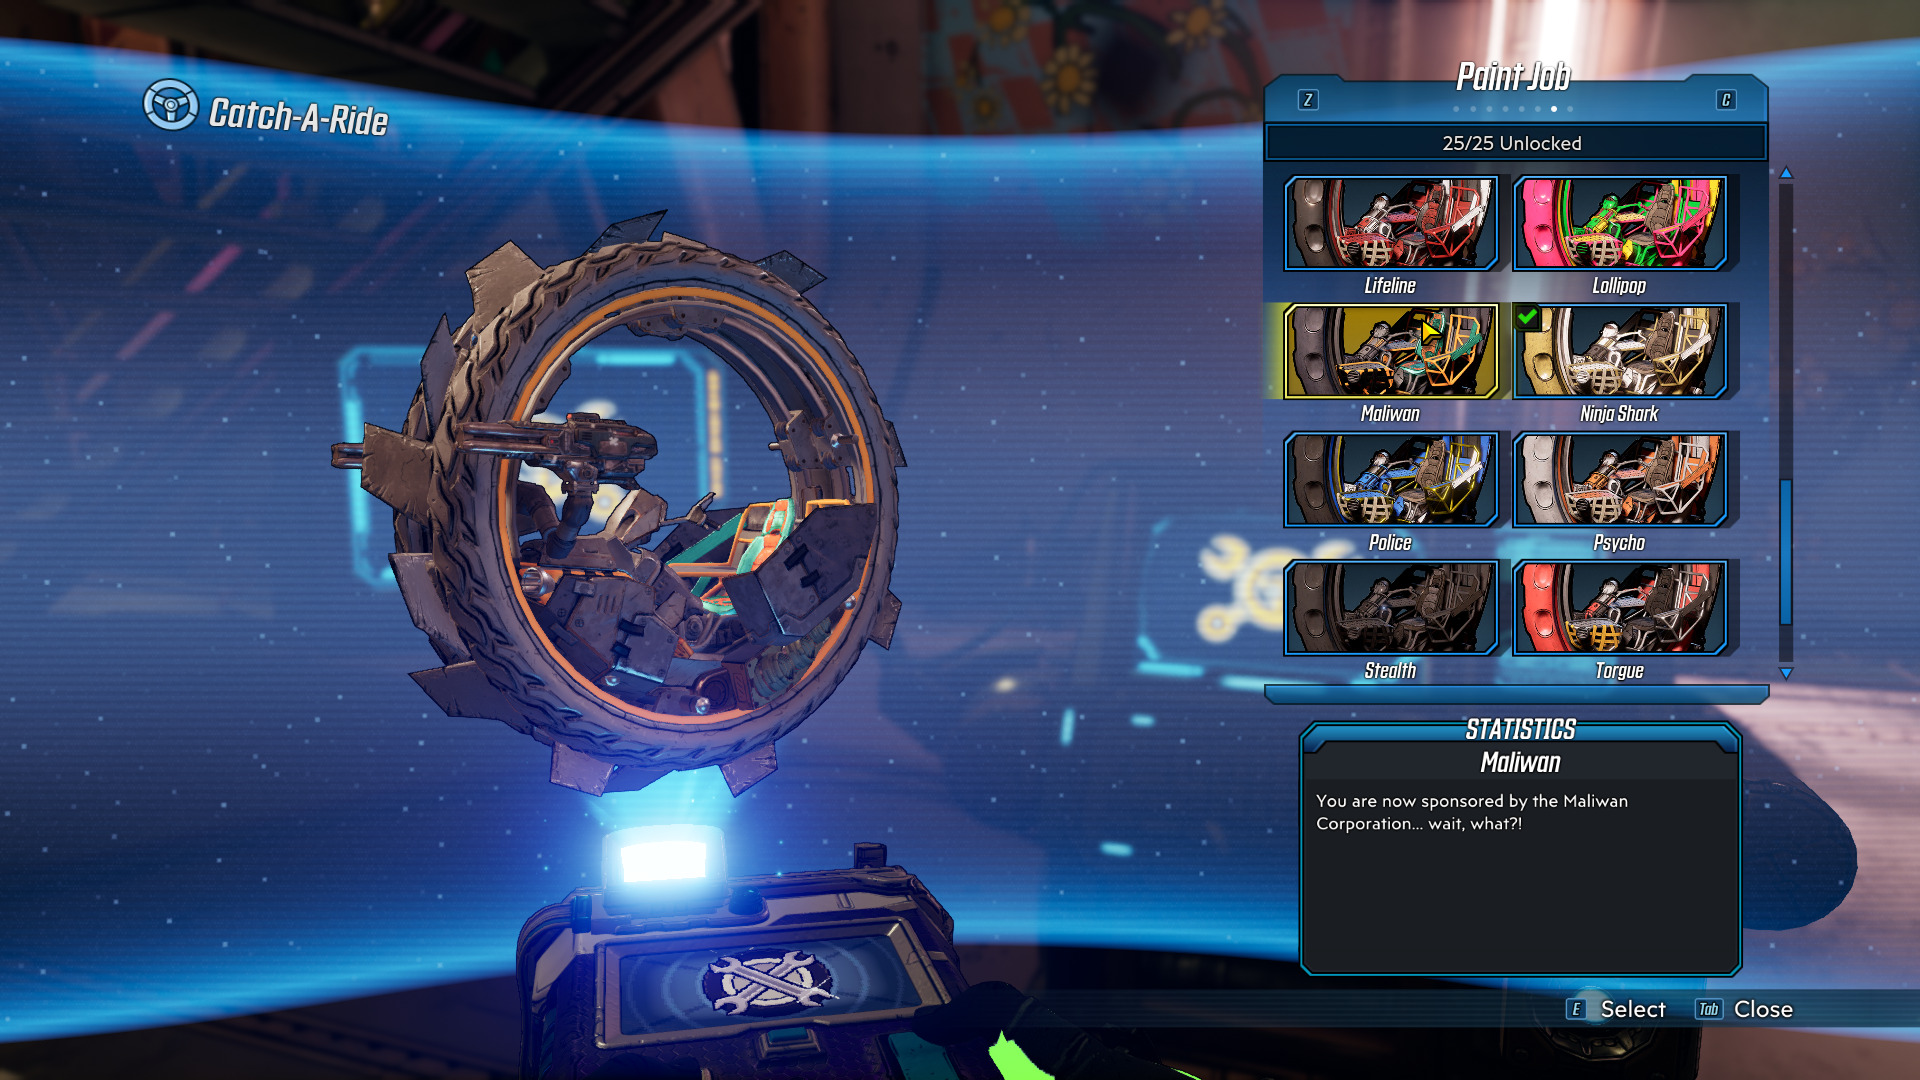 Catch-A-Ride
Paint Job
Z
C
25/25 Unlocked
Lifeline
Lollipop
Maliwan
Ninja Shark
Police
Psycho
Stealth
Torgue
STATISTICS
Maliwan
You are now sponsored by the Maliwan
Corporation... wait, what?!
E Select
Tab Close